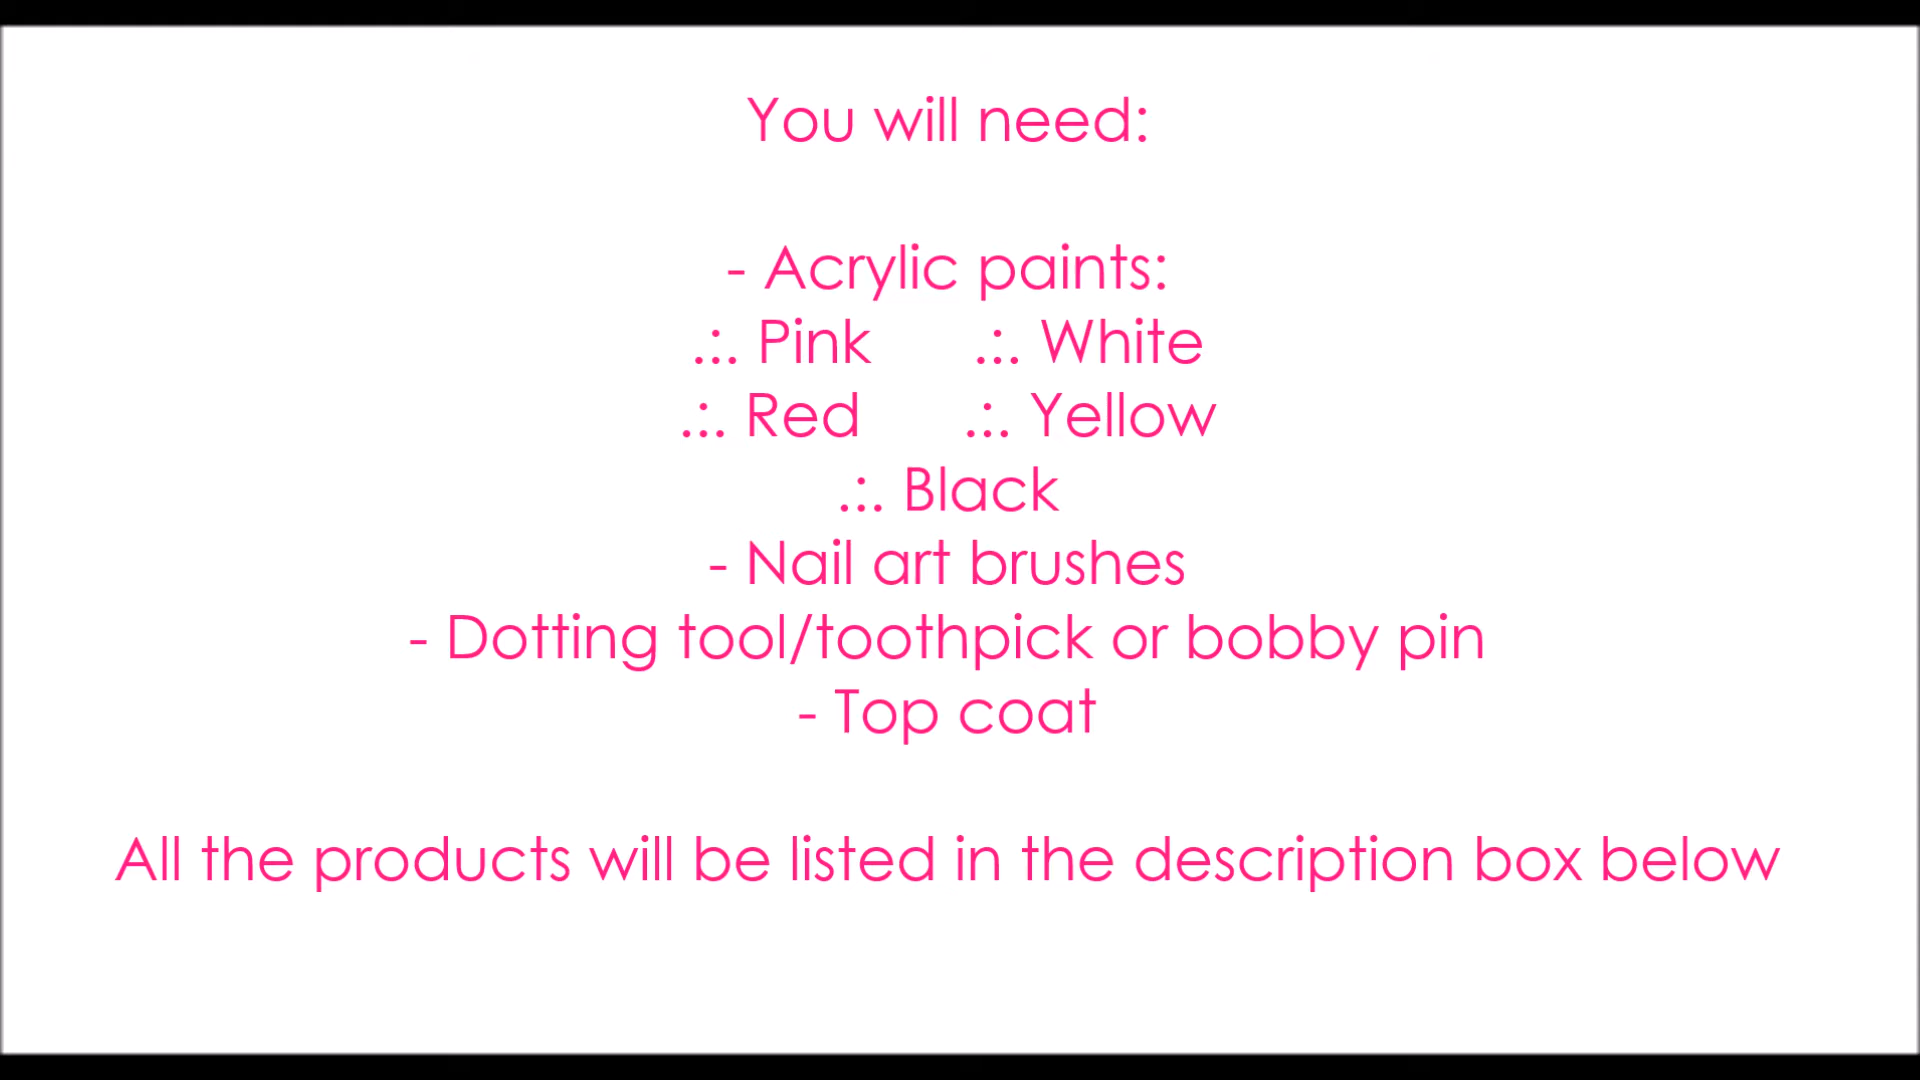 You will need:
- Acrylic paints:
.:. Pink .:. White
.:. Red .:. Yellow
.:. Black
- Nail art brushes
- Dotting tool/toothpick or bobby pin
- Top coat
All the products will be listed in the description box below